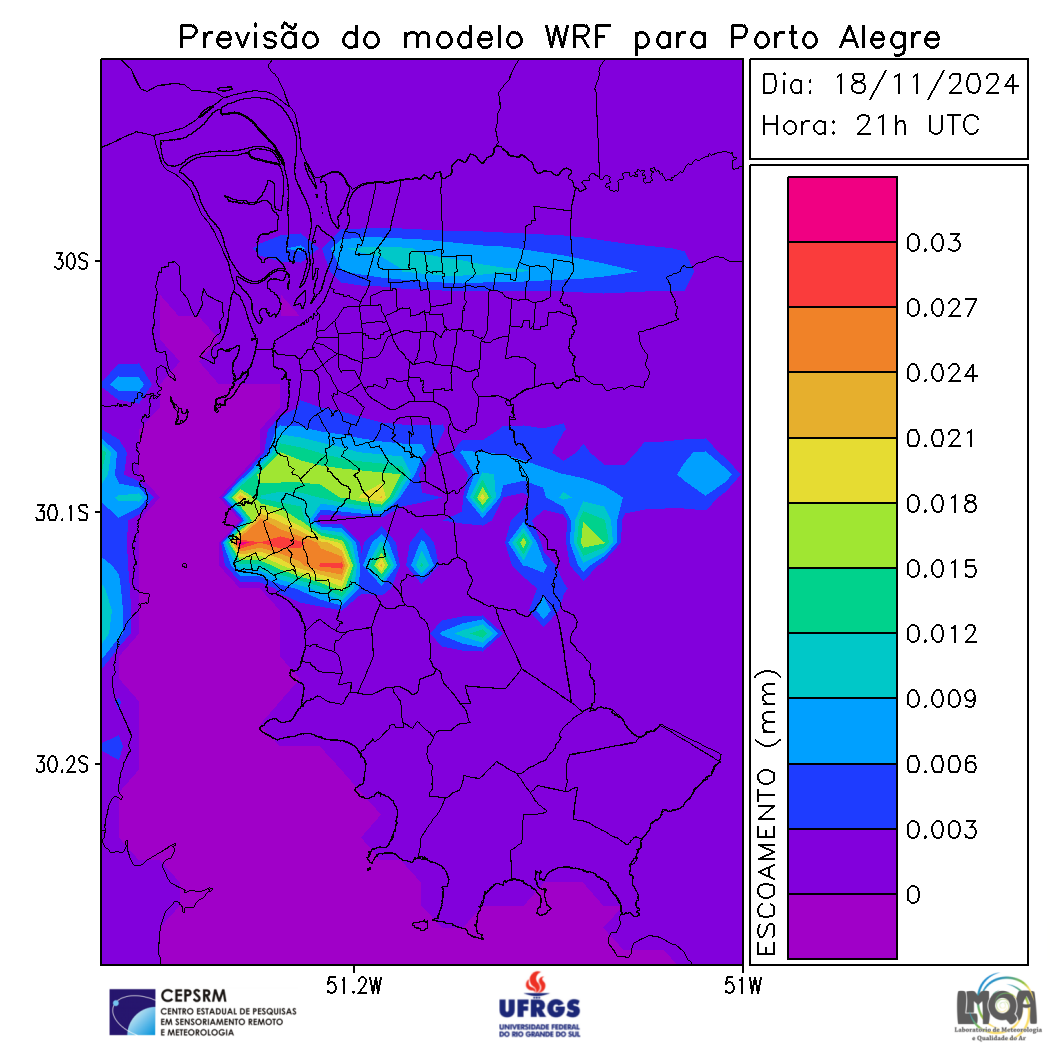 Previsão do modelo WRF para Porto Alegre
Dia: 18/11/2024
Hora: 21h UTC
30S
30.1S
30.2S
51.2W
51W
0.03
0.027
0.024
0.021
0.018
0.015
0.012
0.009
0.006
0.003
0
ESCOAMENTO (mm)
CEPSRM
CENTRO ESTADUAL DE PESQUISAS
EM SENSORIAMENTO REMOTO
E METEOROLOGIA
UFRGS
UNIVERSIDADE FEDERAL
DO RIO GRANDE DO SUL
LMQA
Laboratório de Meteorologia
e Qualidade do Ar